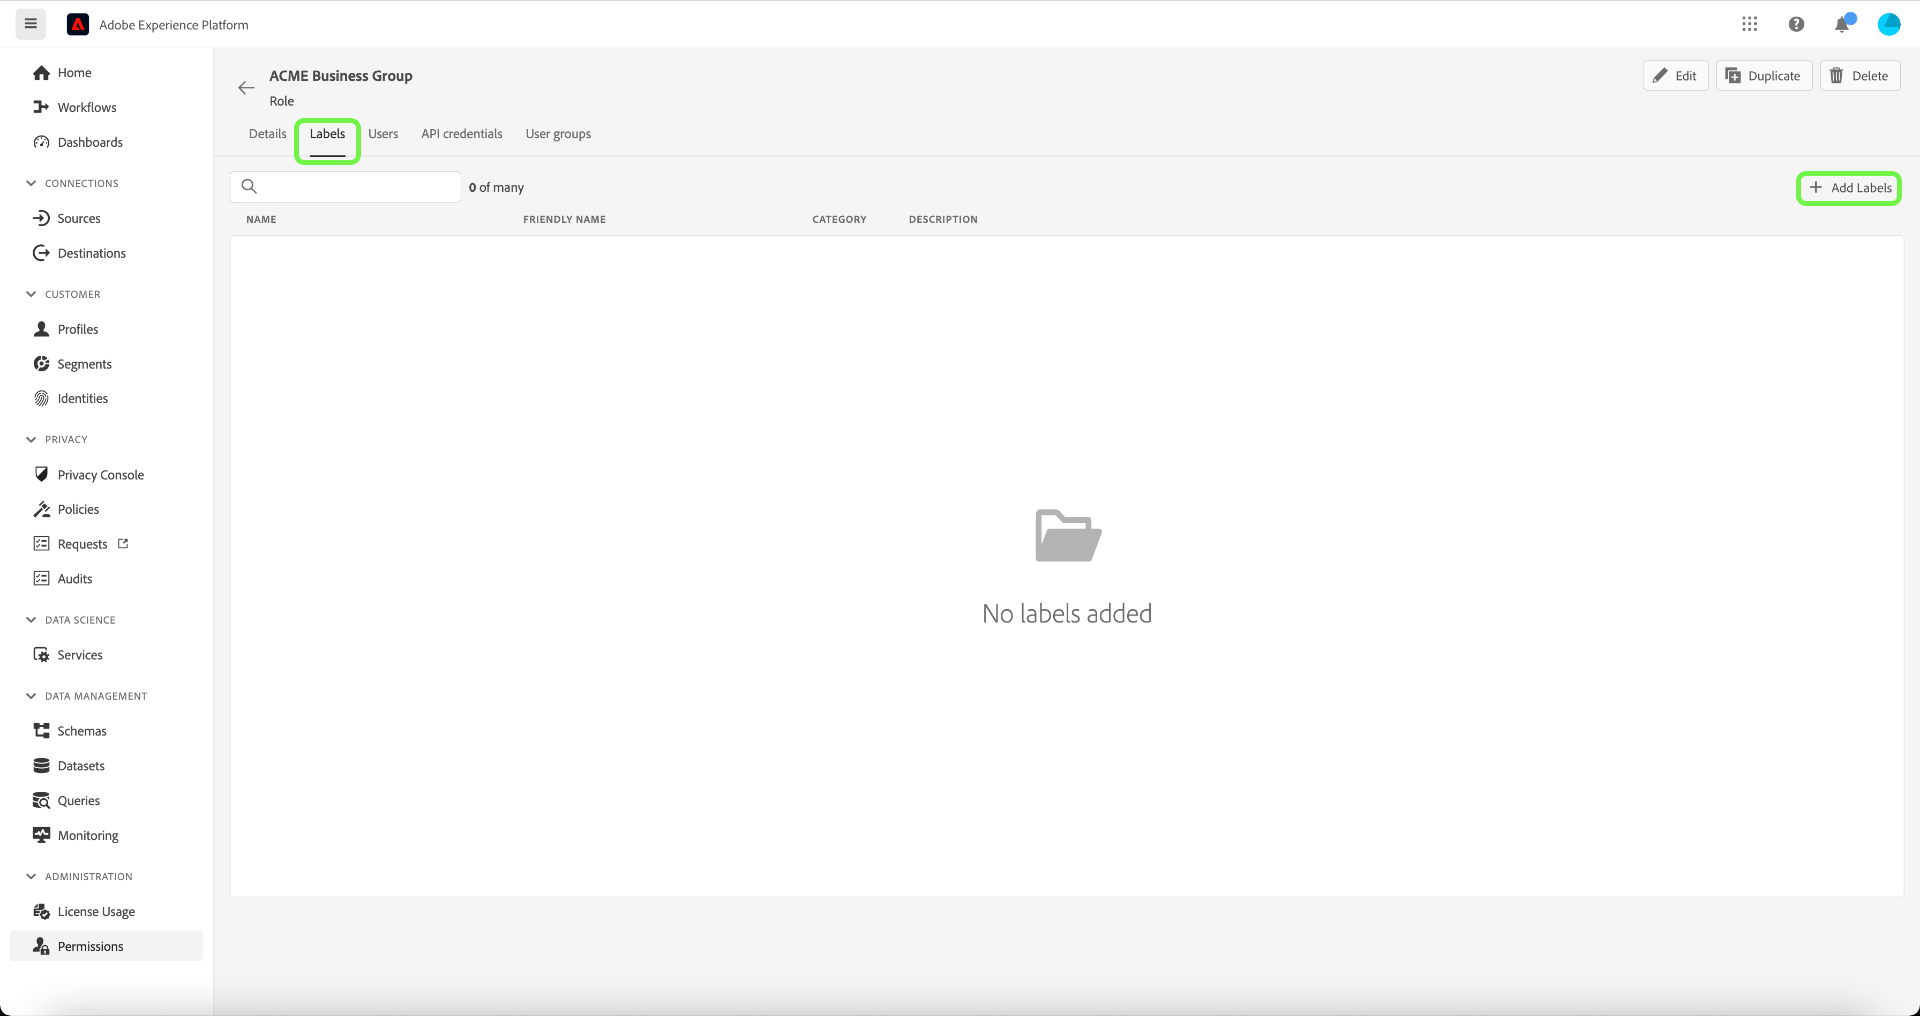 Adobe Experience Platform
Home
Workflows
Dashboards
CONNECTIONS
Sources
Destinations
CUSTOMER
Profiles
Segments
Identities
PRIVACY
Privacy Console
Policies
Requests
Audits
DATA SCIENCE
Services
DATA MANAGEMENT
Schemas
Datasets
Queries
Monitoring
ADMINISTRATION
License Usage
Permissions
ACME Business Group
Role
Edit Duplicate Delete
Details Labels Users API credentials User groups
0 of many
Add Labels
NAME FRIENDLY NAME CATEGORY DESCRIPTION
No labels added